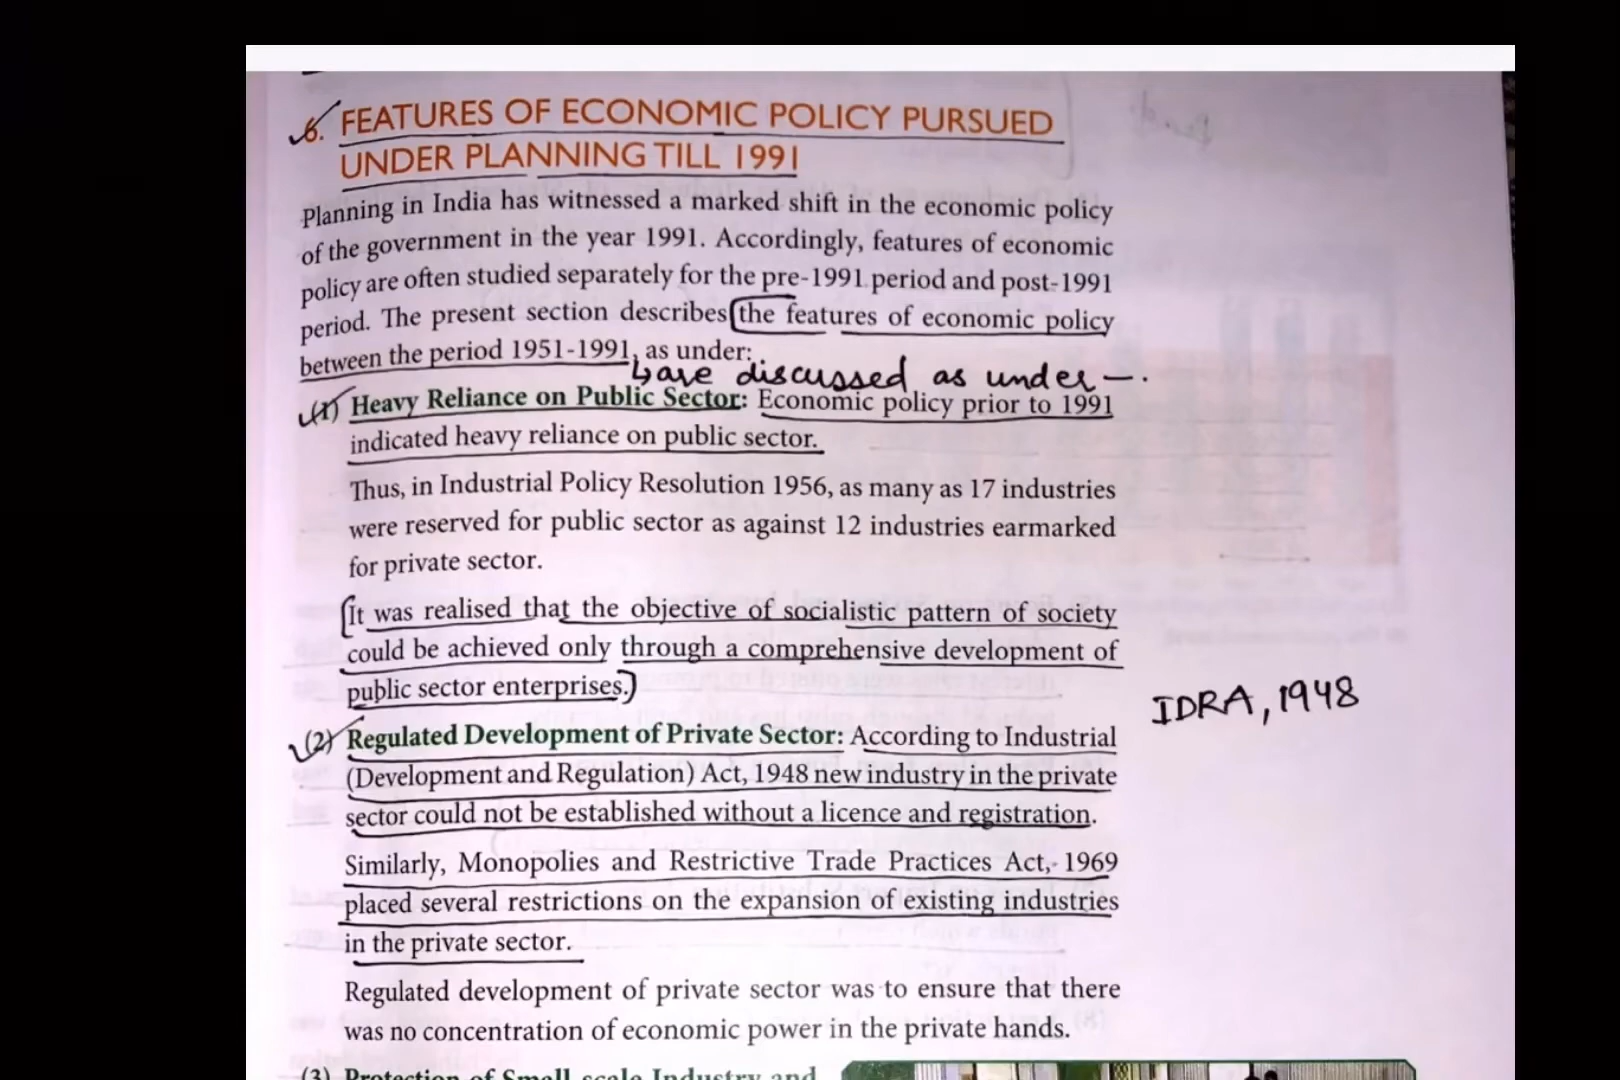 6. FEATURES OF ECONOMIC POLICY PURSUED
UNDER PLANNING TILL 1991
Planning in India has witnessed a marked shift in the economic policy
of the government in the year 1991. Accordingly, features of economic
policy are often studied separately for the pre-1991 period and post-1991
period. The present section describes the features of economic policy
between the period 1951-1991, as under:
are discussed as under –.
(1) Heavy Reliance on Public Sector: Economic policy prior to 1991
indicated heavy reliance on public sector.
Thus, in Industrial Policy Resolution 1956, as many as 17 industries
were reserved for public sector as against 12 industries earmarked
for private sector.
It was realised that the objective of socialistic pattern of society
could be achieved only through a comprehensive development of
public sector enterprises.
IDRA, 1948
(2) Regulated Development of Private Sector: According to Industrial
(Development and Regulation) Act, 1948 new industry in the private
sector could not be established without a licence and registration.
Similarly, Monopolies and Restrictive Trade Practices Act, 1969
placed several restrictions on the expansion of existing industries
in the private sector.
Regulated development of private sector was to ensure that there
was no concentration of economic power in the private hands.
(3) Protection of Small-scale Industry and